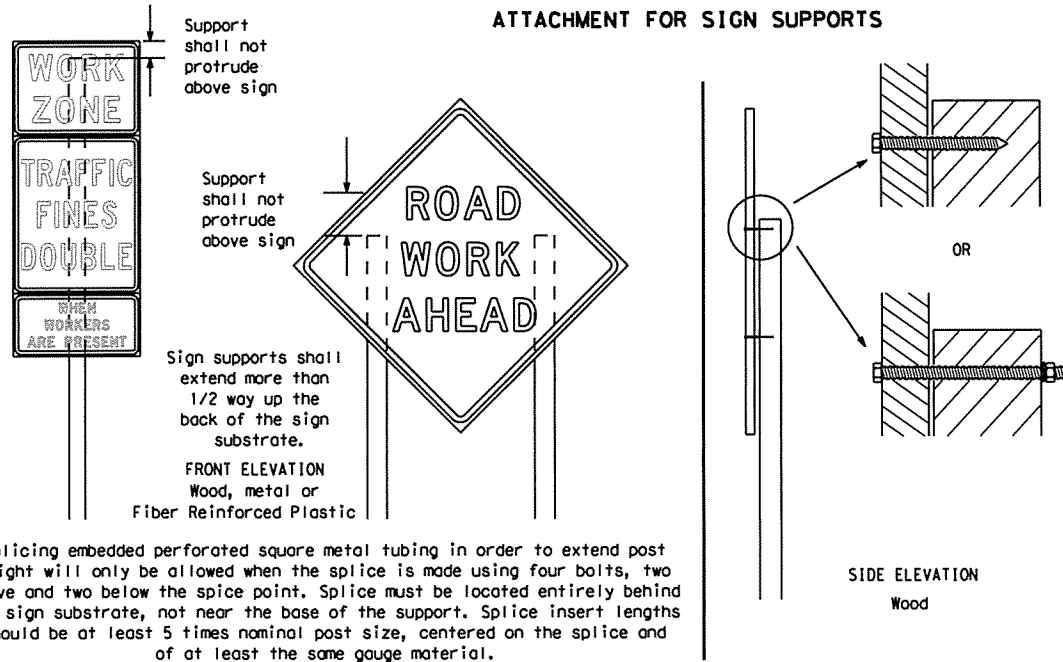 ATTACHMENT FOR SIGN SUPPORTS
Support
shall not
protrude
above sign
WORK
ZONE
TRAFFIC
FINES
DOUBLE
WHEN
WORKERS
ARE PRESENT
Support
shall not
protrude
above sign
ROAD
WORK
AHEAD
Sign supports shall
extend more than
1/2 way up the
back of the sign
substrate.
FRONT ELEVATION
Wood, metal or
Fiber Reinforced Plastic
OR
SIDE ELEVATION
Wood
licing embedded perforated square metal tubing in order to extend post
ight will only be allowed when the splice is made using four bolts, two
ve and two below the spice point. Splice must be located entirely behind
sign substrate, not near the base of the support. Splice insert lengths
ould be at least 5 times nominal post size, centered on the splice and
of at least the same gauge material.